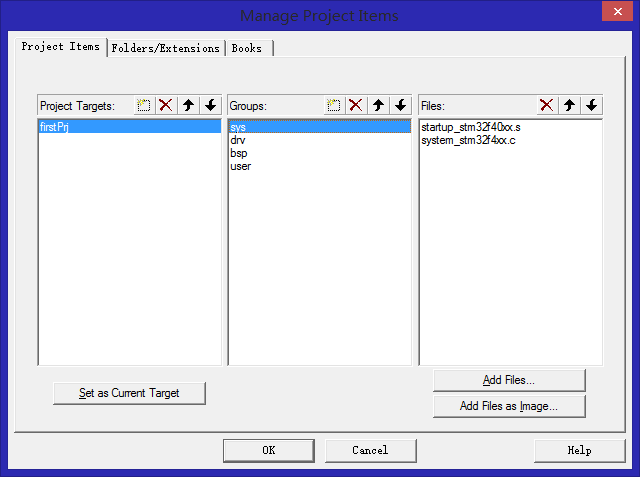 Manage Project Items
Project Items Folders/Extensions Books
Project Targets: Groups: Files:
firstPrj sys startup_stm32f40xx.s
drv system_stm32f4xx.c
bsp
user
Set as Current Target
Add Files...
Add Files as Image...
OK Cancel Help